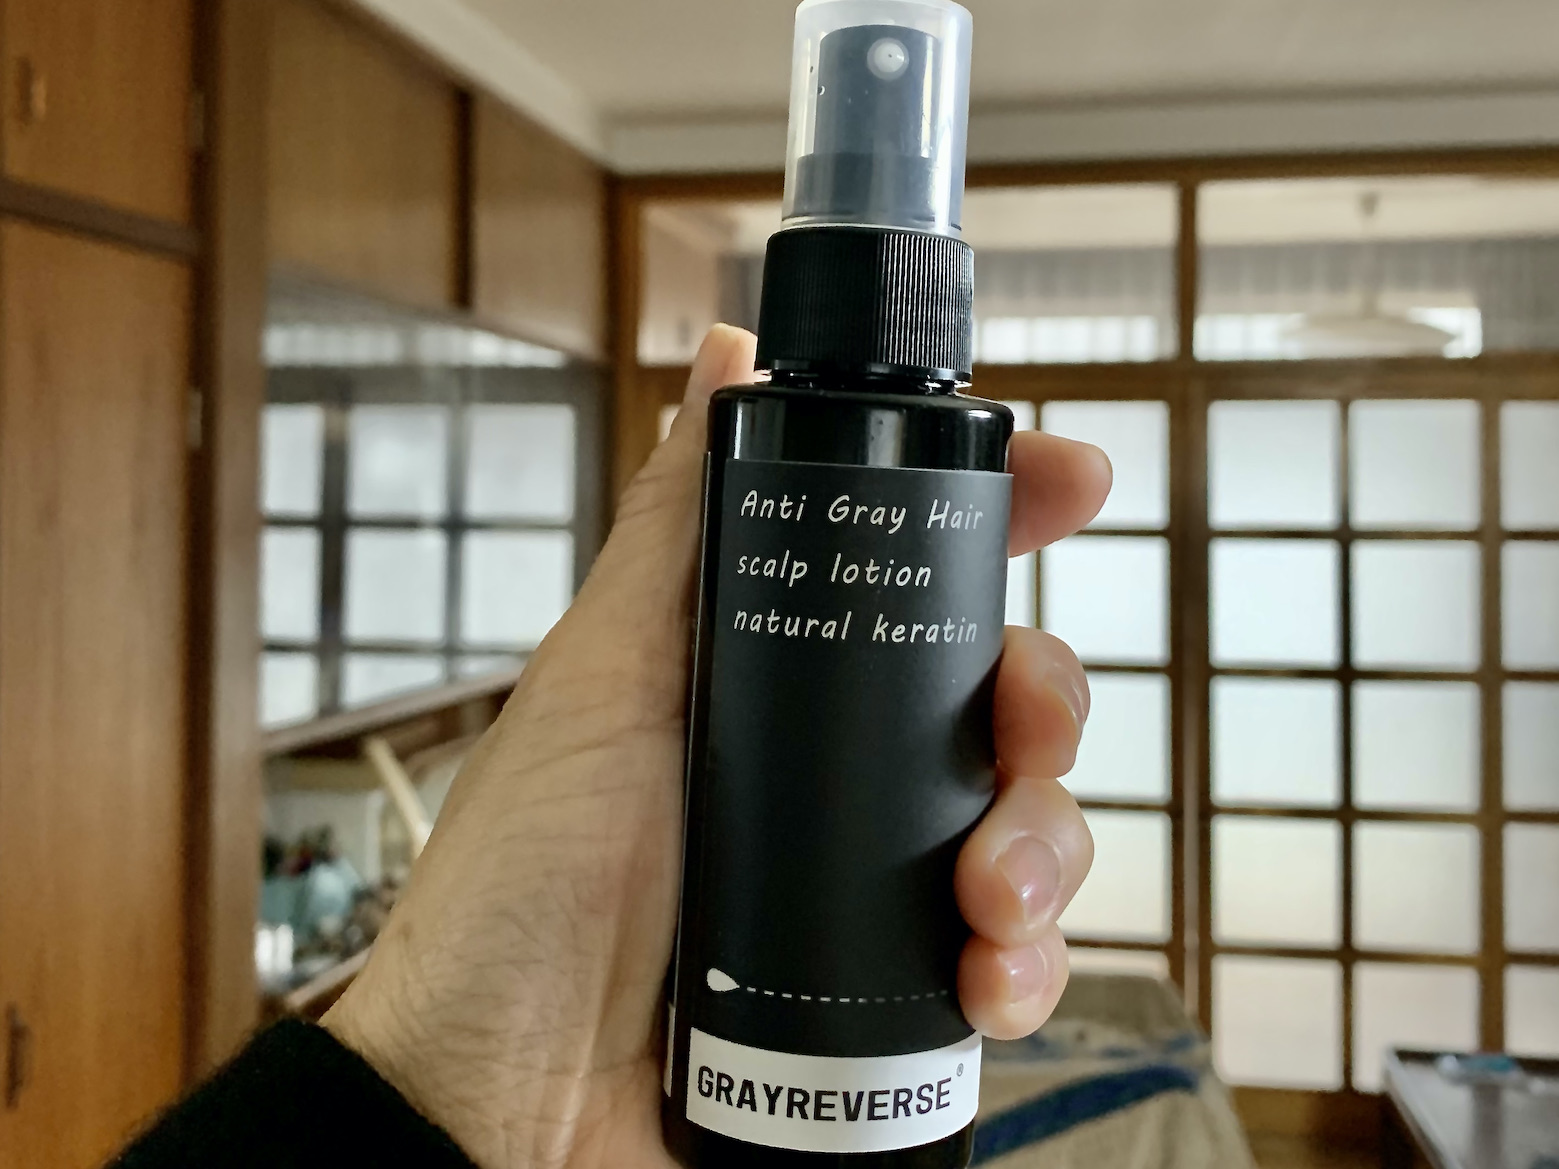 Anti Gray Hair
scalp lotion
natural keratin
GRAYREVERSE®